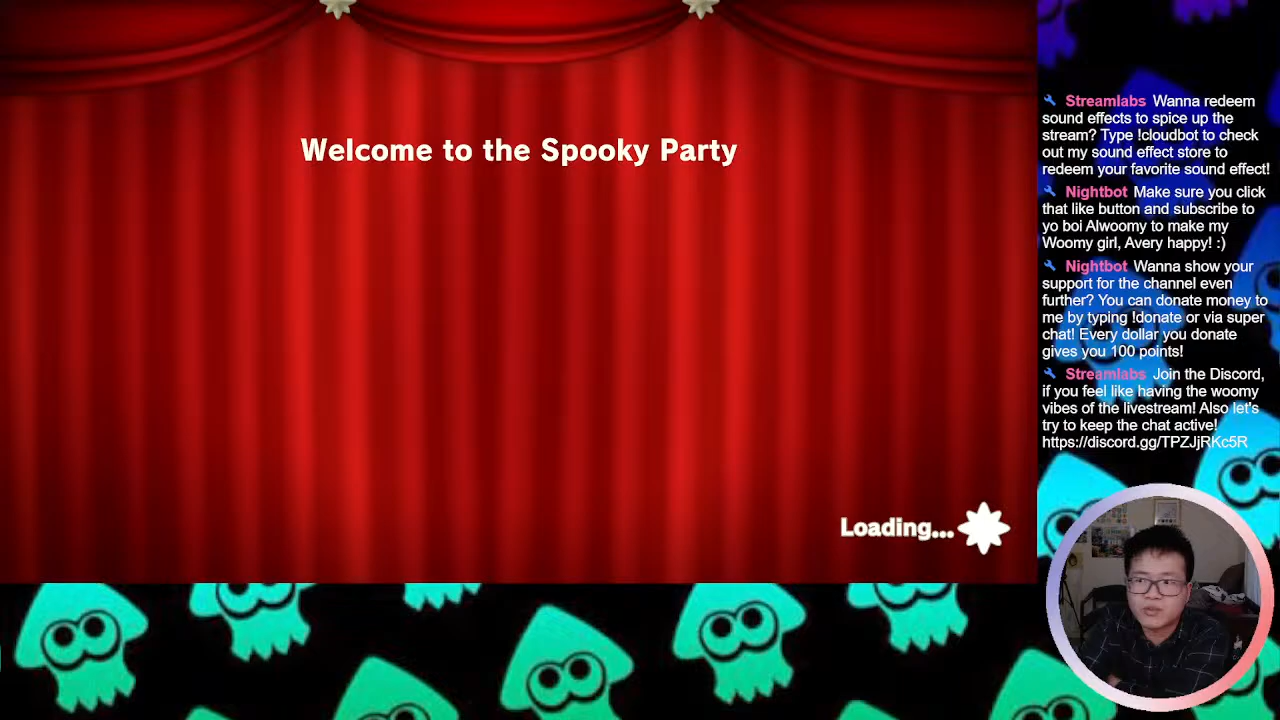 Welcome to the Spooky Party
Loading...
Streamlabs Wanna redeem
sound effects to spice up the
stream? Type !cloudbot to check
out my sound effect store to
redeem your favorite sound effect!
Nightbot Make sure you click
that like button and subscribe to
yo boi Alwoomy to make my
Woomy girl, Avery happy! :)
Nightbot Wanna show your
support for the channel even
further? You can donate money to
me by typing !donate or via super
chat! Every dollar you donate
gives you 100 points!
Streamlabs Join the Discord,
if you feel like having the woomy
vibes of the livestream! Also let's
try to keep the chat active!
https://discord.gg/TPZJjRKc5R